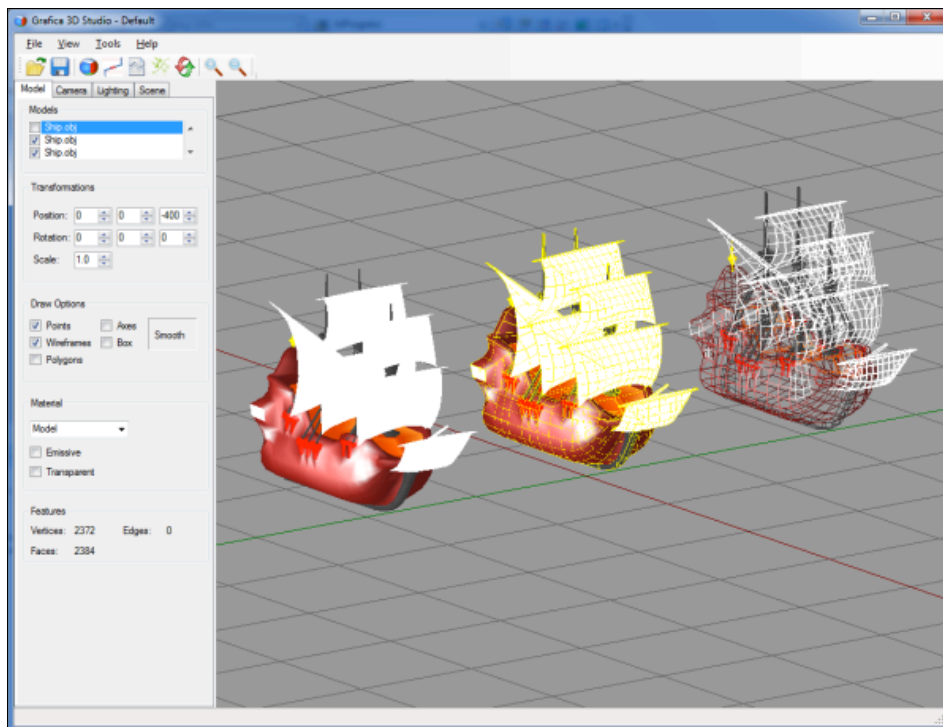 Grafica 3D Studio - Default
File View Tools Help
Model Camera Lighting Scene
Models
Ship.obj
Ship.obj
Ship.obj
Transformations
Position: 0 0 -400
Rotation: 0 0 0
Scale: 1.0
Draw Options
Points Axes Smooth
Wireframes Box
Polygons
Material
Model
Emissive
Transparent
Features
Vertices: 2372 Edges: 0
Faces: 2384